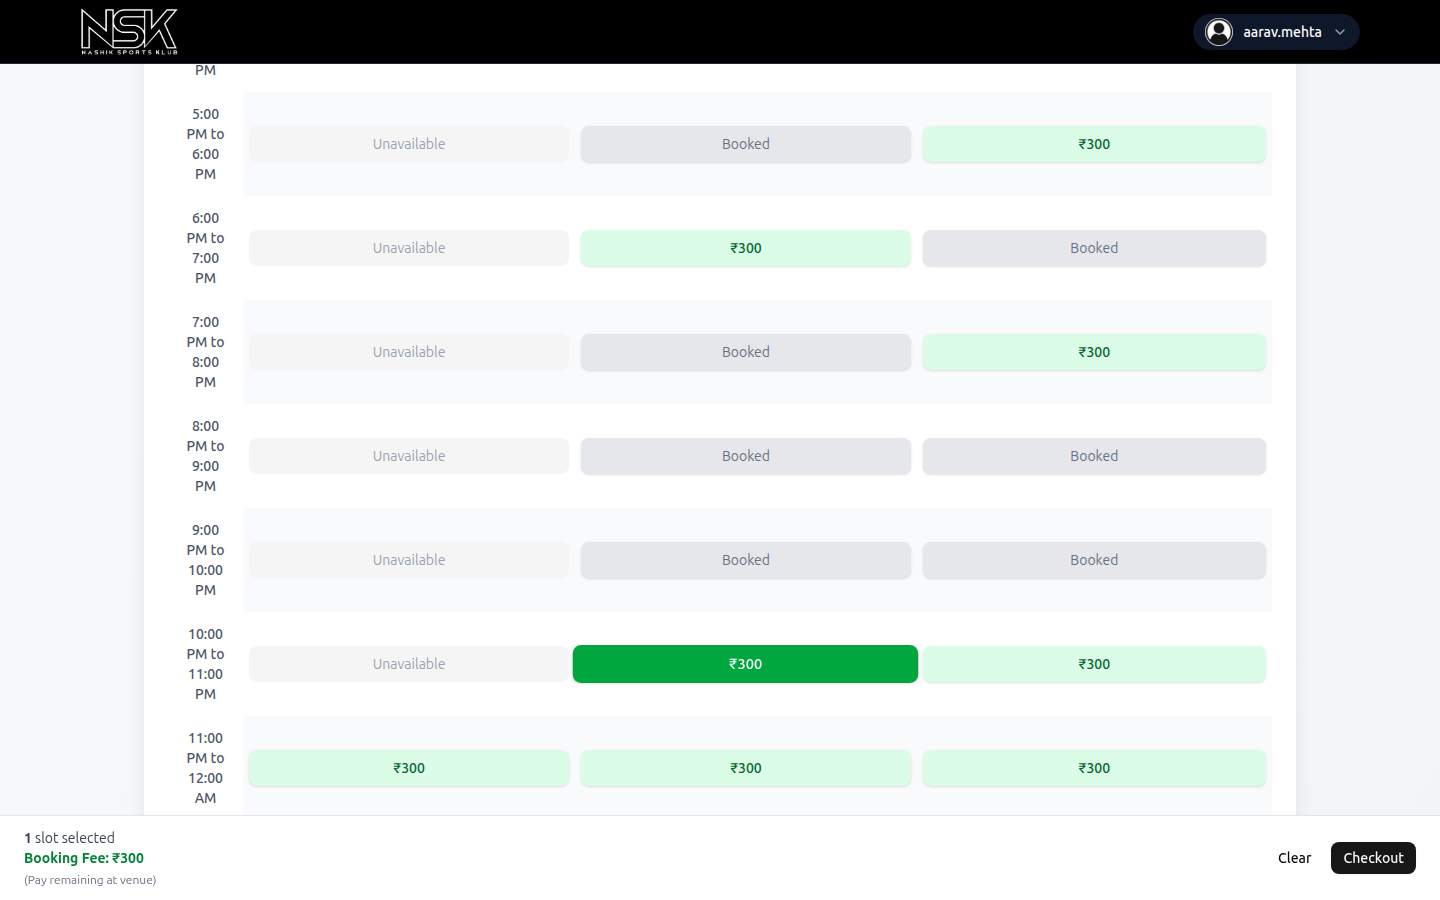 NSK
NASHIK SPORTS KLUB
aarav.mehta
PM
5:00
PM to
6:00
PM
Unavailable
Booked
₹300
6:00
PM to
7:00
PM
Unavailable
₹300
Booked
7:00
PM to
8:00
PM
Unavailable
Booked
₹300
8:00
PM to
9:00
PM
Unavailable
Booked
Booked
9:00
PM to
10:00
PM
Unavailable
Booked
Booked
10:00
PM to
11:00
PM
Unavailable
₹300
₹300
11:00
PM to
12:00
AM
₹300
₹300
₹300
1 slot selected
Booking Fee: ₹300
(Pay remaining at venue)
Clear
Checkout